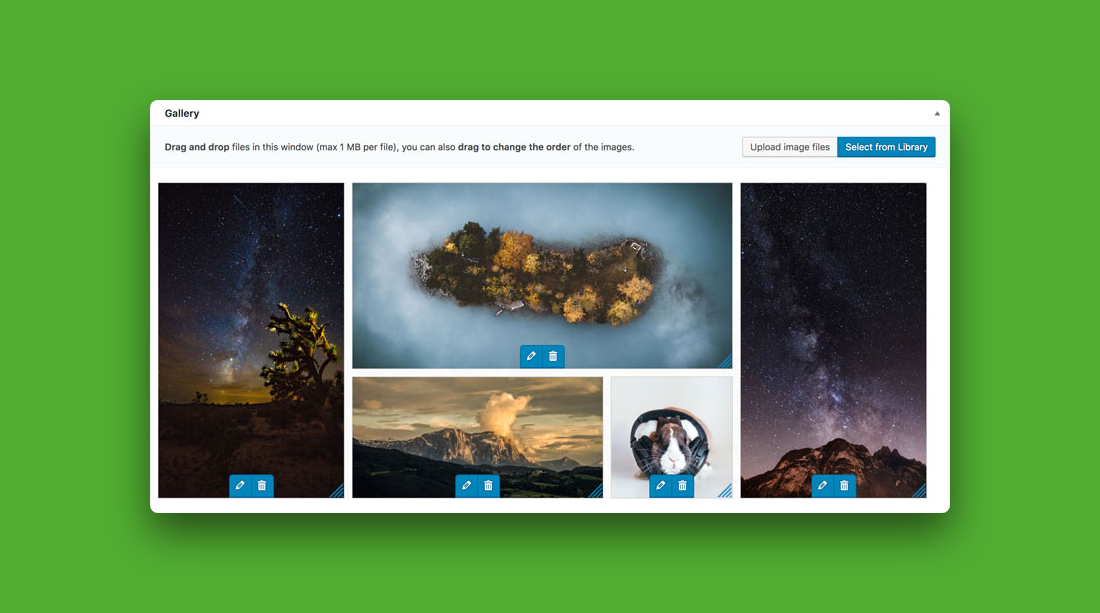 Gallery
Drag and drop files in this window (max 1 MB per file), you can also drag to change the order of the images.
Upload image files
Select from Library